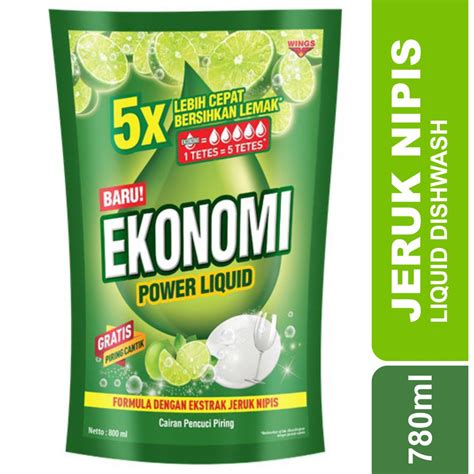 WINGS
5X LEBIH CEPAT
BERSIHKAN LEMAK*
EKONOMI =
1 TETES = 5 TETES*
BARU!
EKONOMI
POWER LIQUID
GRATIS
PIRING CANTIK
FORMULA DENGAN EKSTRAK JERUK NIPIS
Netto : 800 ml
Cairan Pencuci Piring
JERUK NIPIS
LIQUID DISHWASH
780ml